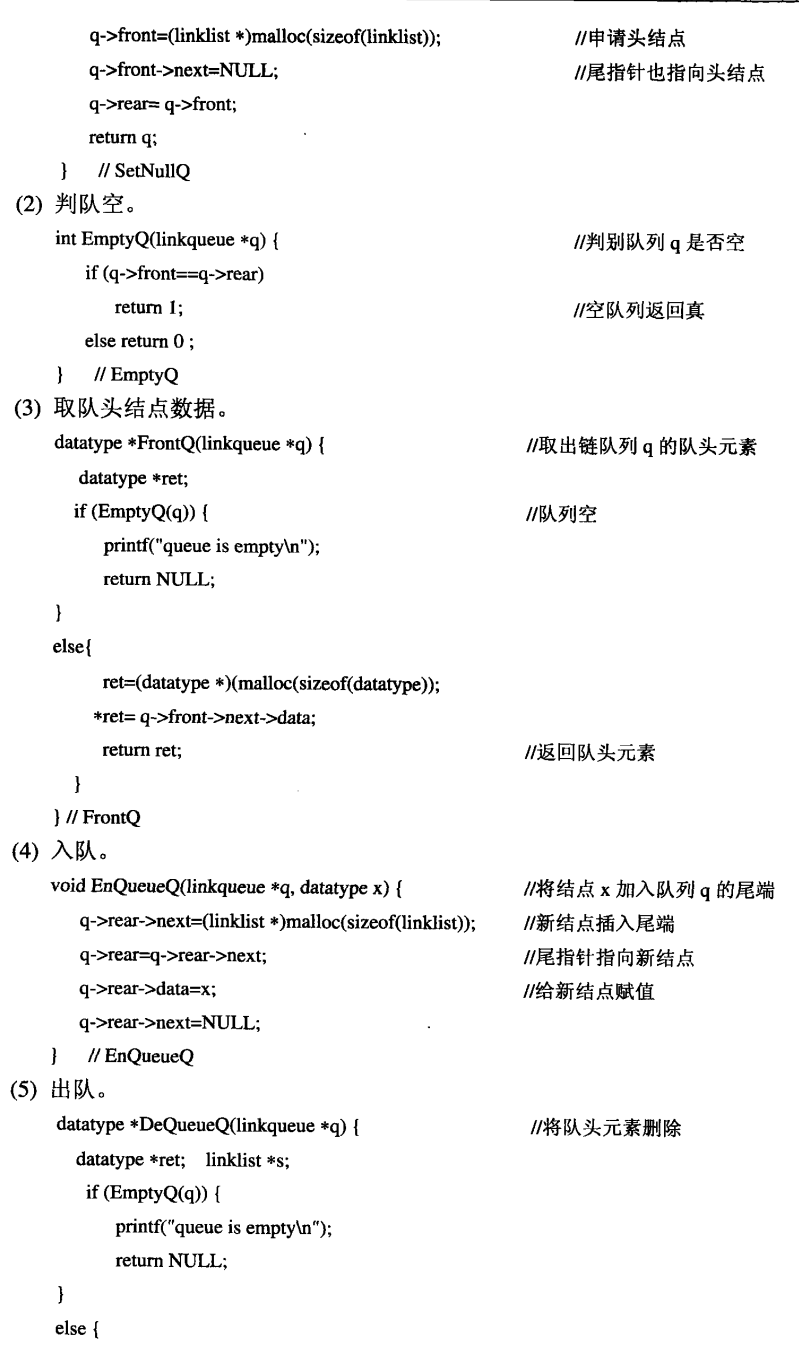 q->front=(linklist *)malloc(sizeof(linklist)); //申请头结点
q->front->next=NULL; //尾指针也指向头结点
q->rear= q->front;
return q;
} // SetNullQ
(2) 判队空。
int EmptyQ(linkqueue *q) { //判别队列 q 是否空
if (q->front==q->rear)
return 1; //空队列返回真
else return 0 ;
} // EmptyQ
(3) 取队头结点数据。
datatype *FrontQ(linkqueue *q) { //取出链队列 q 的队头元素
datatype *ret;
if (EmptyQ(q)) { //队列空
printf("queue is empty\n");
return NULL;
}
else{
ret=(datatype *)(malloc(sizeof(datatype));
*ret= q->front->next->data;
return ret; //返回队头元素
}
} // FrontQ
(4) 入队。
void EnQueueQ(linkqueue *q, datatype x) { //将结点 x 加入队列 q 的尾端
q->rear->next=(linklist *)malloc(sizeof(linklist)); //新结点插入尾端
q->rear=q->rear->next; //尾指针指向新结点
q->rear->data=x; //给新结点赋值
q->rear->next=NULL;
} // EnQueueQ
(5) 出队。
datatype *DeQueueQ(linkqueue *q) { //将队头元素删除
datatype *ret; linklist *s;
if (EmptyQ(q)) {
printf("queue is empty\n");
return NULL;
}
else {